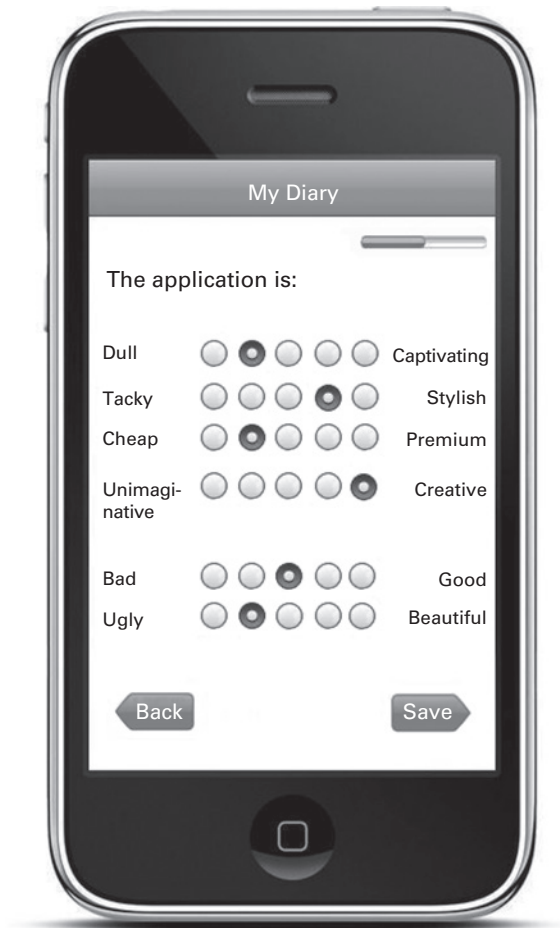 My Diary
The application is:
Dull Captivating
Tacky Stylish
Cheap Premium
Unimagi- Creative
native
Bad Good
Ugly Beautiful
Back Save